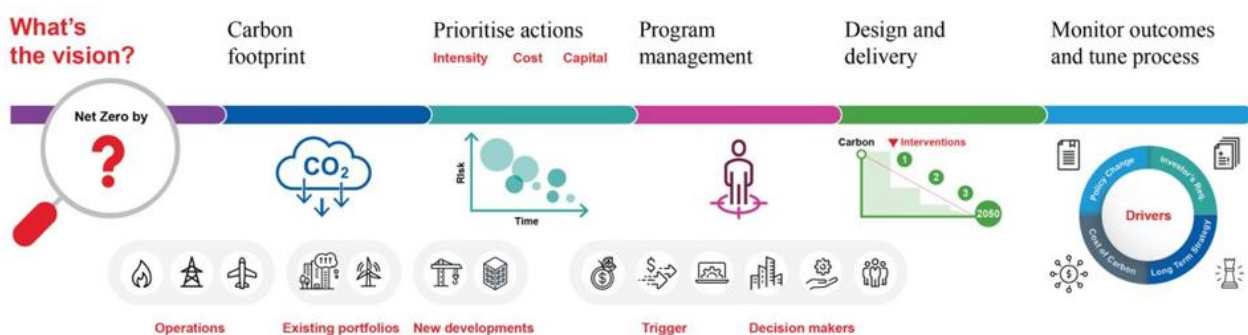 What's
the vision?
Carbon
footprint
Prioritise actions
Intensity Cost Capital
Program
management
Design and
delivery
Monitor outcomes
and tune process
Net Zero by
?
CO2
Risk
Time
Carbon
Interventions
1
2
3
2050
Policy Change
Investor's Req.
Cost of Carbon
Long Term Strategy
Drivers
Operations
Existing portfolios
New developments
Trigger
Decision makers